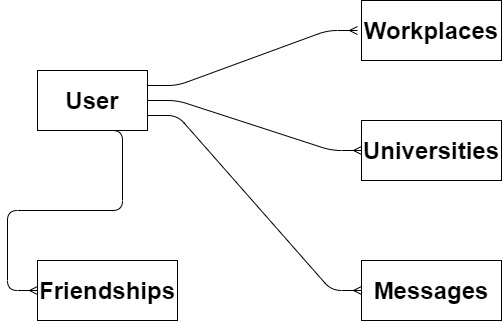 Workplaces
User
Universities
Friendships
Messages